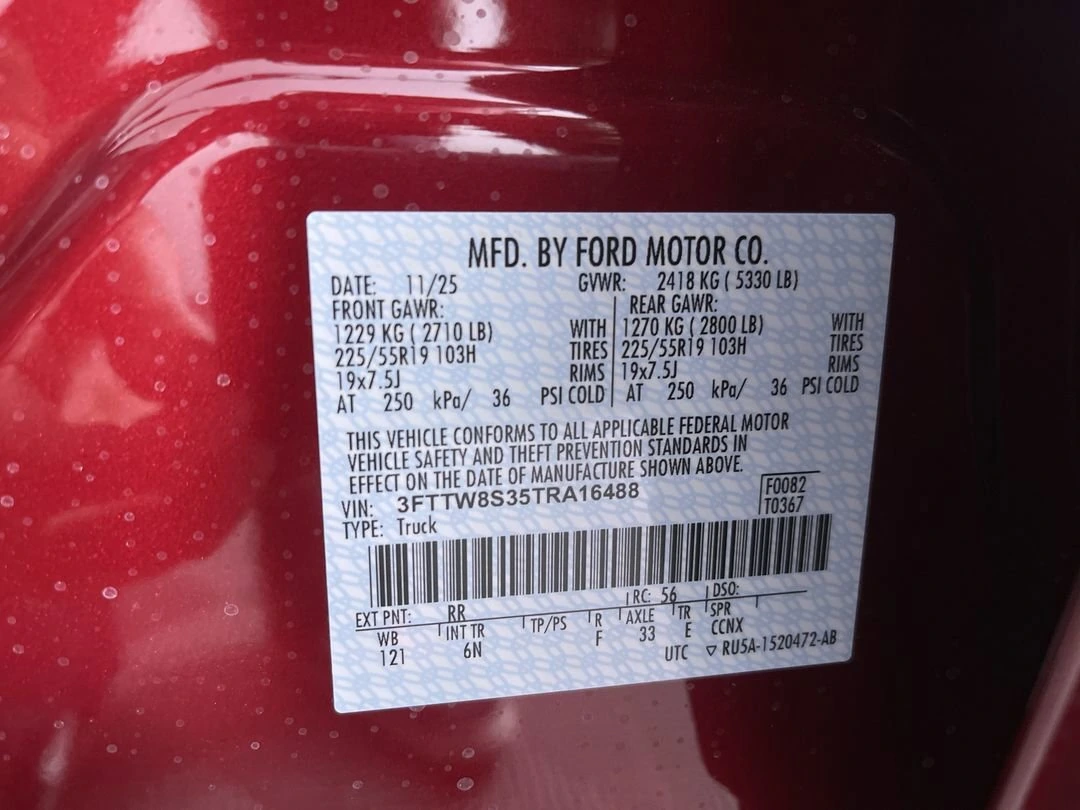 MFD. BY FORD MOTOR CO.
DATE: 11/25 GVWR: 2418 KG ( 5330 LB)
FRONT GAWR: REAR GAWR:
1229 KG ( 2710 LB) WITH 1270 KG ( 2800 LB) WITH
225/55R19 103H TIRES 225/55R19 103H TIRES
19x7.5J RIMS 19x7.5J RIMS
AT 250 kPa/ 36 PSI COLD AT 250 kPa/ 36 PSI COLD
THIS VEHICLE CONFORMS TO ALL APPLICABLE FEDERAL MOTOR
VEHICLE SAFETY AND THEFT PREVENTION STANDARDS IN
EFFECT ON THE DATE OF MANUFACTURE SHOWN ABOVE.
VIN: 3FTTW8S35TRA16488 F0082
TYPE: Truck T0367
EXT PNT: RR RC: 56 DSO:
WB INT TR TP/PS R AXLE TR SPR
121 6N F 33 E CCNX
UTC ▽ RU5A-1520472-AB